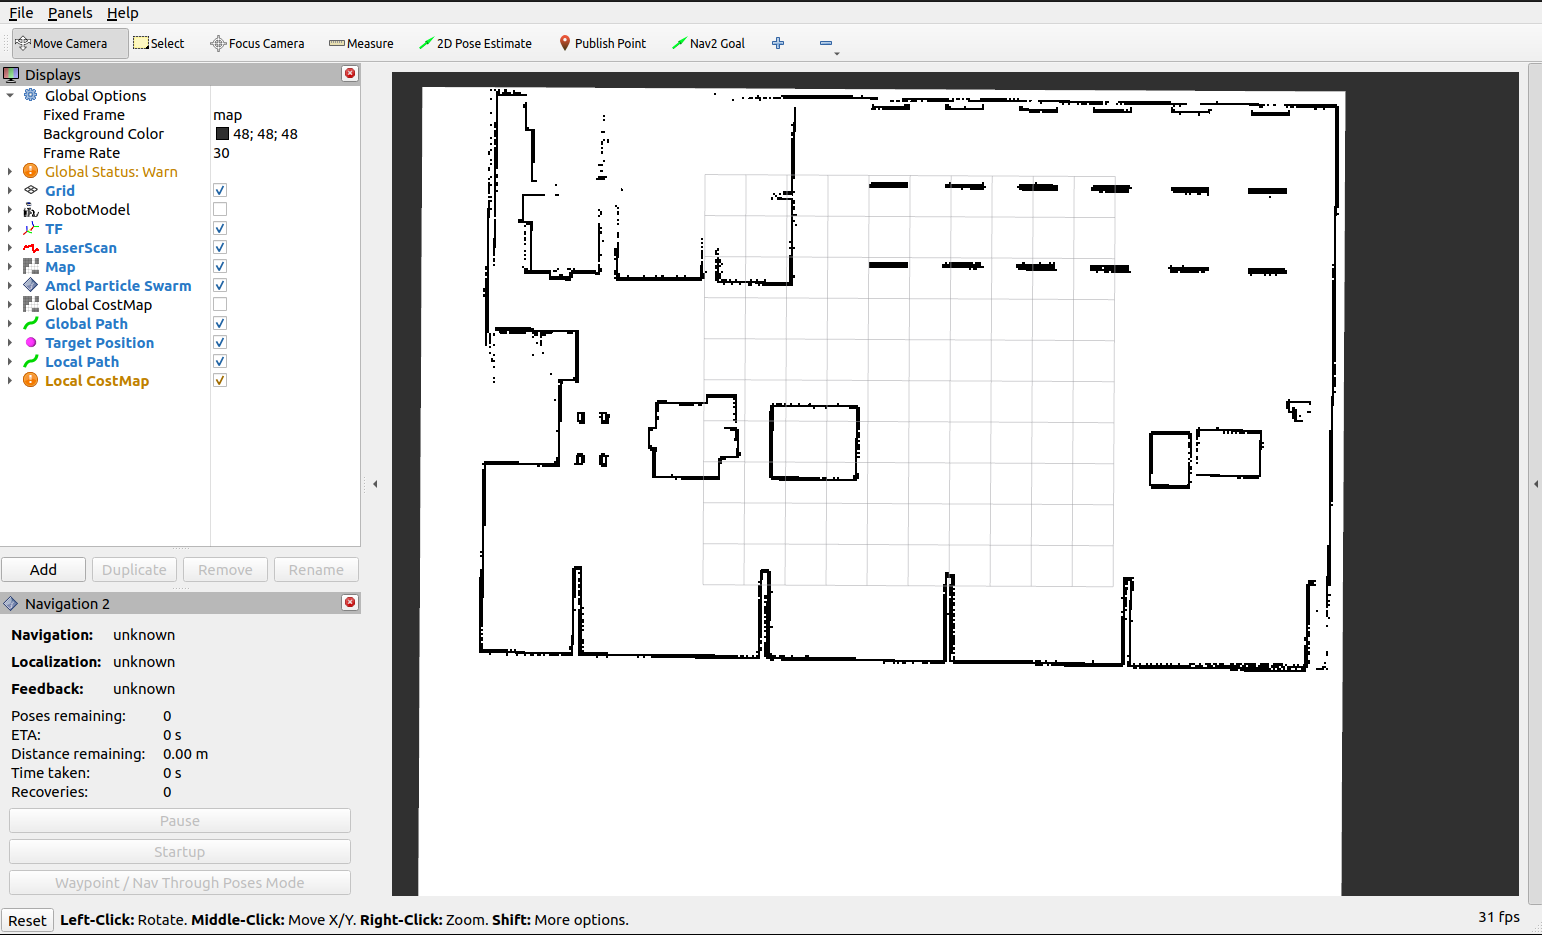 File Panels Help
Move Camera Select Focus Camera Measure 2D Pose Estimate Publish Point Nav2 Goal
Displays
Global Options
Fixed Frame map
Background Color 48; 48; 48
Frame Rate 30
Global Status: Warn
Grid
RobotModel
TF
LaserScan
Map
Amcl Particle Swarm
Global CostMap
Global Path
Target Position
Local Path
Local CostMap
Add Duplicate Remove Rename
Navigation 2
Navigation: unknown
Localization: unknown
Feedback: unknown
Poses remaining: 0
ETA: 0 s
Distance remaining: 0.00 m
Time taken: 0 s
Recoveries: 0
Pause
Startup
Waypoint / Nav Through Poses Mode
Reset Left-Click: Rotate. Middle-Click: Move X/Y. Right-Click: Zoom. Shift: More options. 31 fps